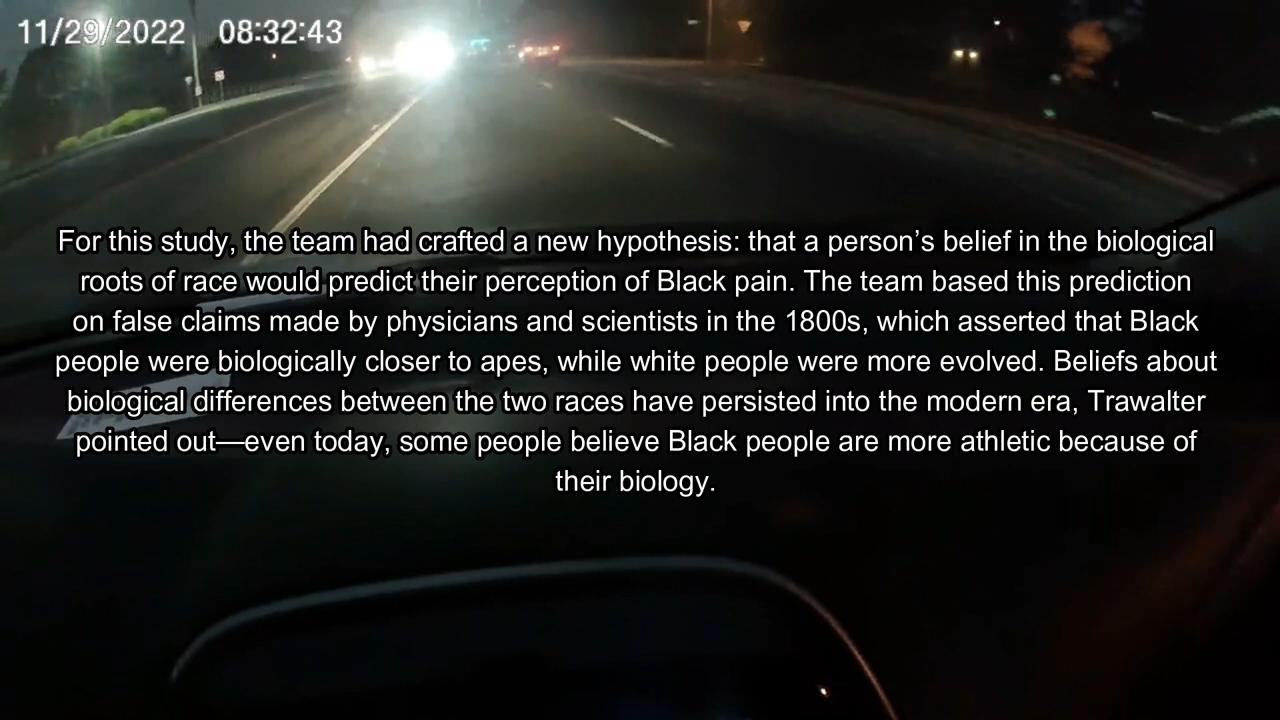 11/29/2022 08:32:43
For this study, the team had crafted a new hypothesis: that a person’s belief in the biological
roots of race would predict their perception of Black pain. The team based this prediction
on false claims made by physicians and scientists in the 1800s, which asserted that Black
people were biologically closer to apes, while white people were more evolved. Beliefs about
biological differences between the two races have persisted into the modern era, Trawalter
pointed out—even today, some people believe Black people are more athletic because of
their biology.